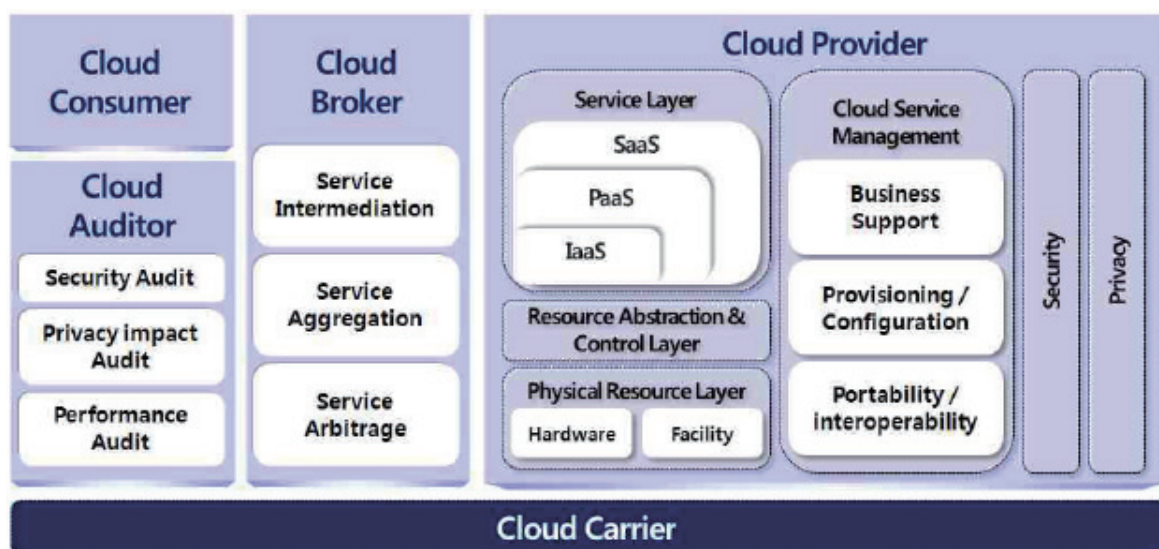 Cloud
Consumer
Cloud
Auditor
Security Audit
Privacy impact
Audit
Performance
Audit
Cloud
Broker
Service
Intermediation
Service
Aggregation
Service
Arbitrage
Cloud Provider
Service Layer
SaaS
PaaS
IaaS
Resource Abstraction &
Control Layer
Physical Resource Layer
Hardware
Facility
Cloud Service
Management
Business
Support
Provisioning /
Configuration
Portability /
interoperability
Security
Privacy
Cloud Carrier